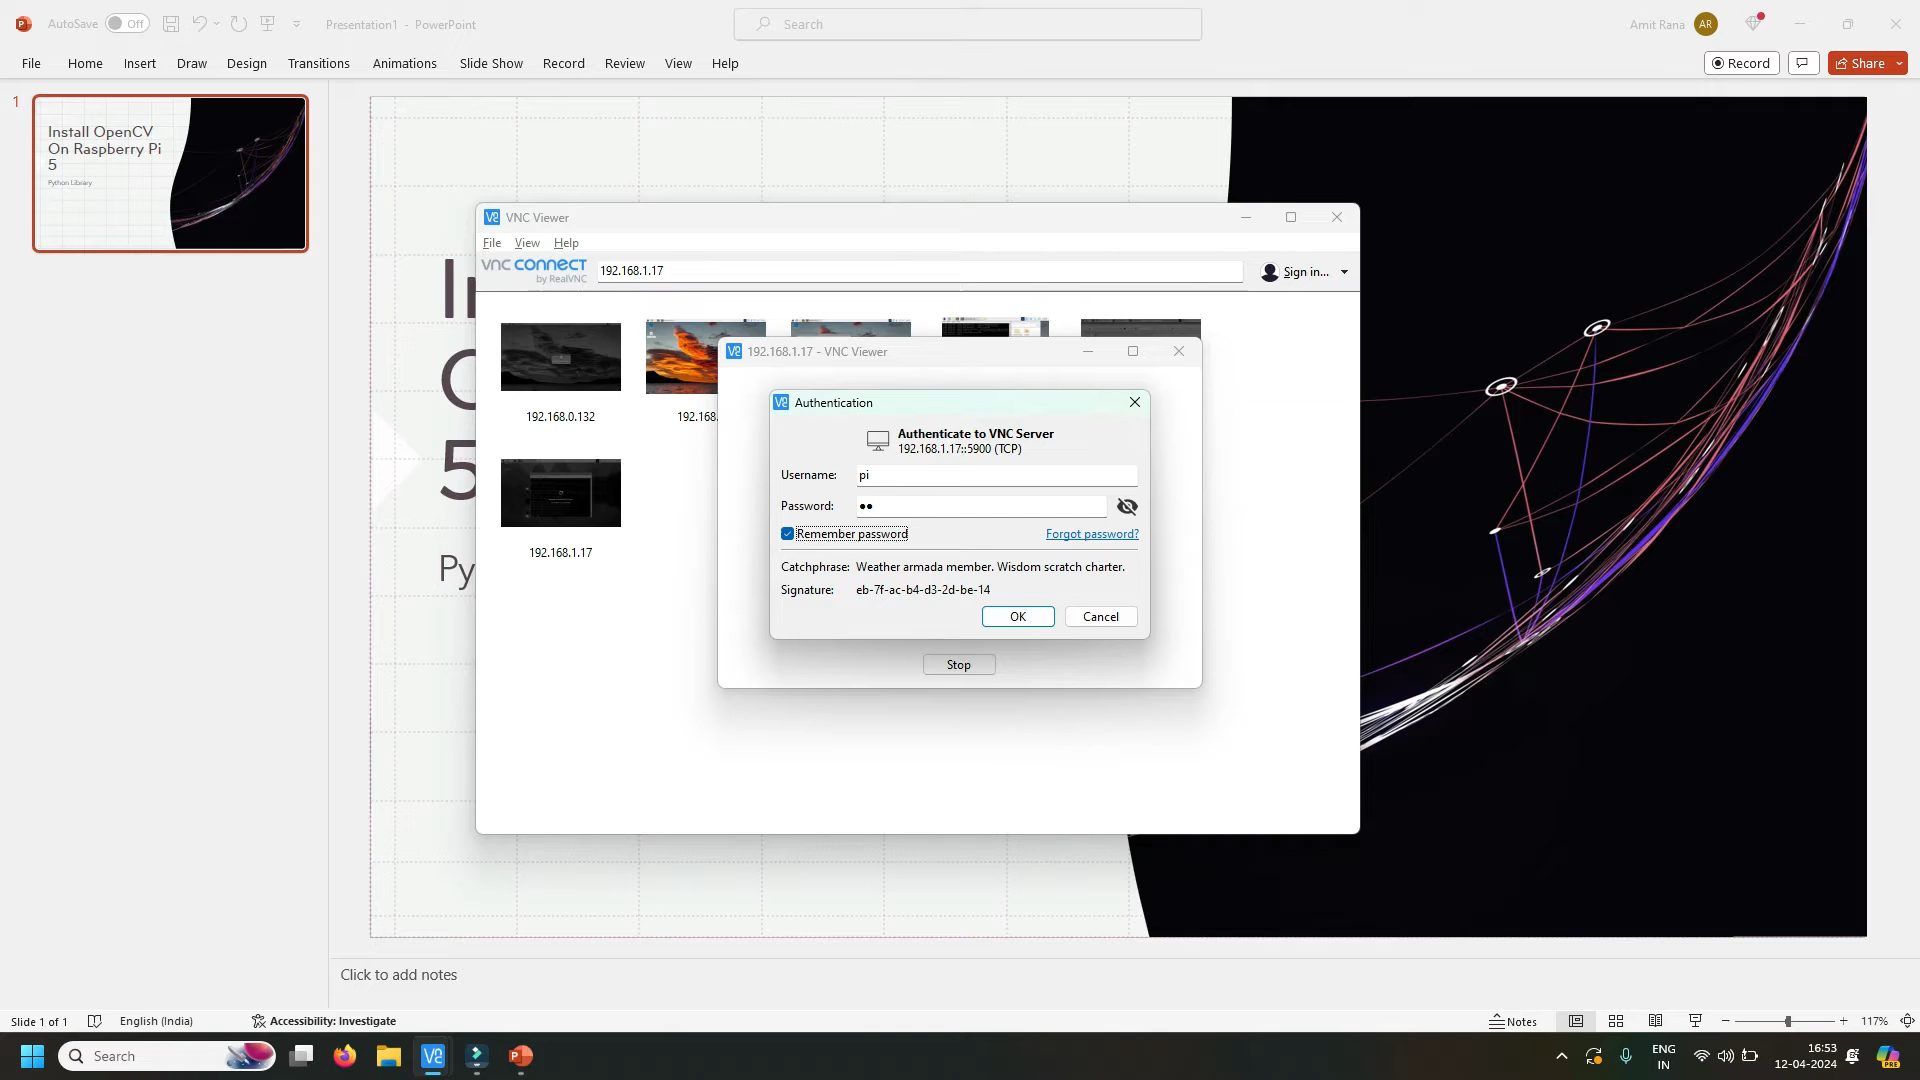 AutoSave Off Presentation1 - PowerPoint Search Amit Rana AR
File Home Insert Draw Design Transitions Animations Slide Show Record Review View Help Record Share
1
Install OpenCV
On Raspberry Pi
5
Python Library
5
Py
VNC Viewer
File View Help
vnc connect
by RealVNC
192.168.1.17
Sign in...
192.168.0.132
192.168.
192.168.1.17
192.168.1.17 - VNC Viewer
Authentication
Authenticate to VNC Server
192.168.1.17::5900 (TCP)
Username: pi
Password: ●●
Remember password Forgot password?
Catchphrase: Weather armada member. Wisdom scratch charter.
Signature: eb-7f-ac-b4-d3-2d-be-14
OK Cancel
Stop
Click to add notes
Slide 1 of 1 English (India) Accessibility: Investigate Notes 117%
Search
ENG
IN
16:53
12-04-2024
PRE